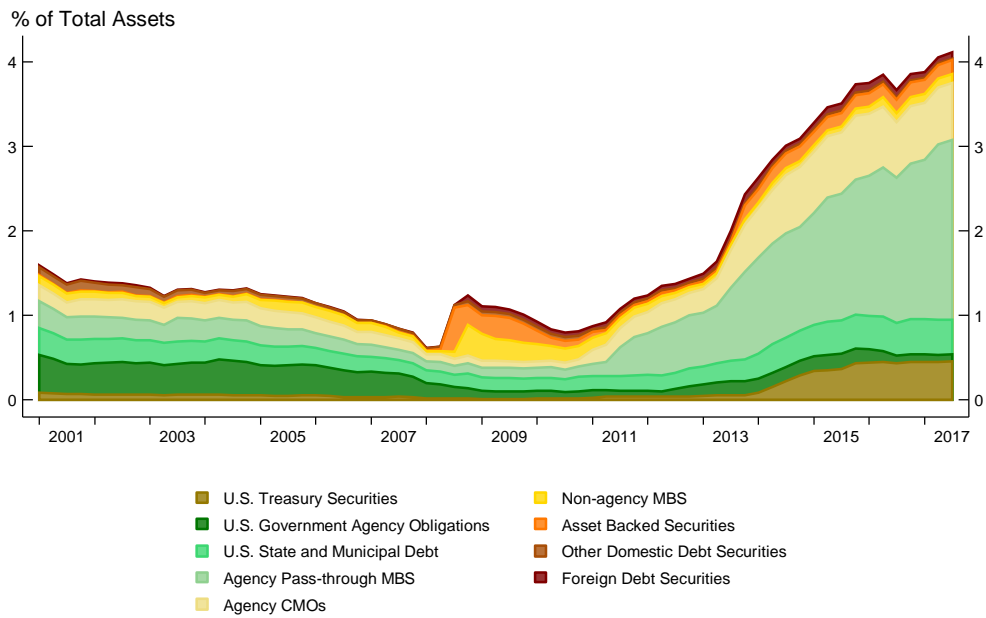 % of Total Assets
4 4
3 3
2 2
1 1
0 0
2001 2003 2005 2007 2009 2011 2013 2015 2017
U.S. Treasury Securities Non-agency MBS
U.S. Government Agency Obligations Asset Backed Securities
U.S. State and Municipal Debt Other Domestic Debt Securities
Agency Pass-through MBS Foreign Debt Securities
Agency CMOs